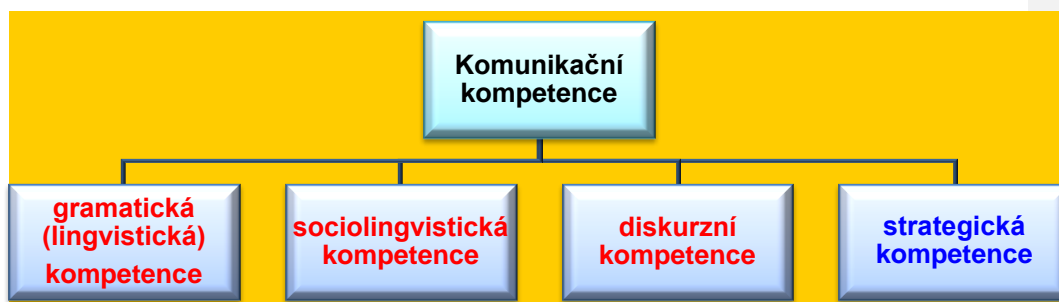 Komunikační
kompetence
gramatická
(lingvistická)
kompetence
sociolingvistická
kompetence
diskurzní
kompetence
strategická
kompetence